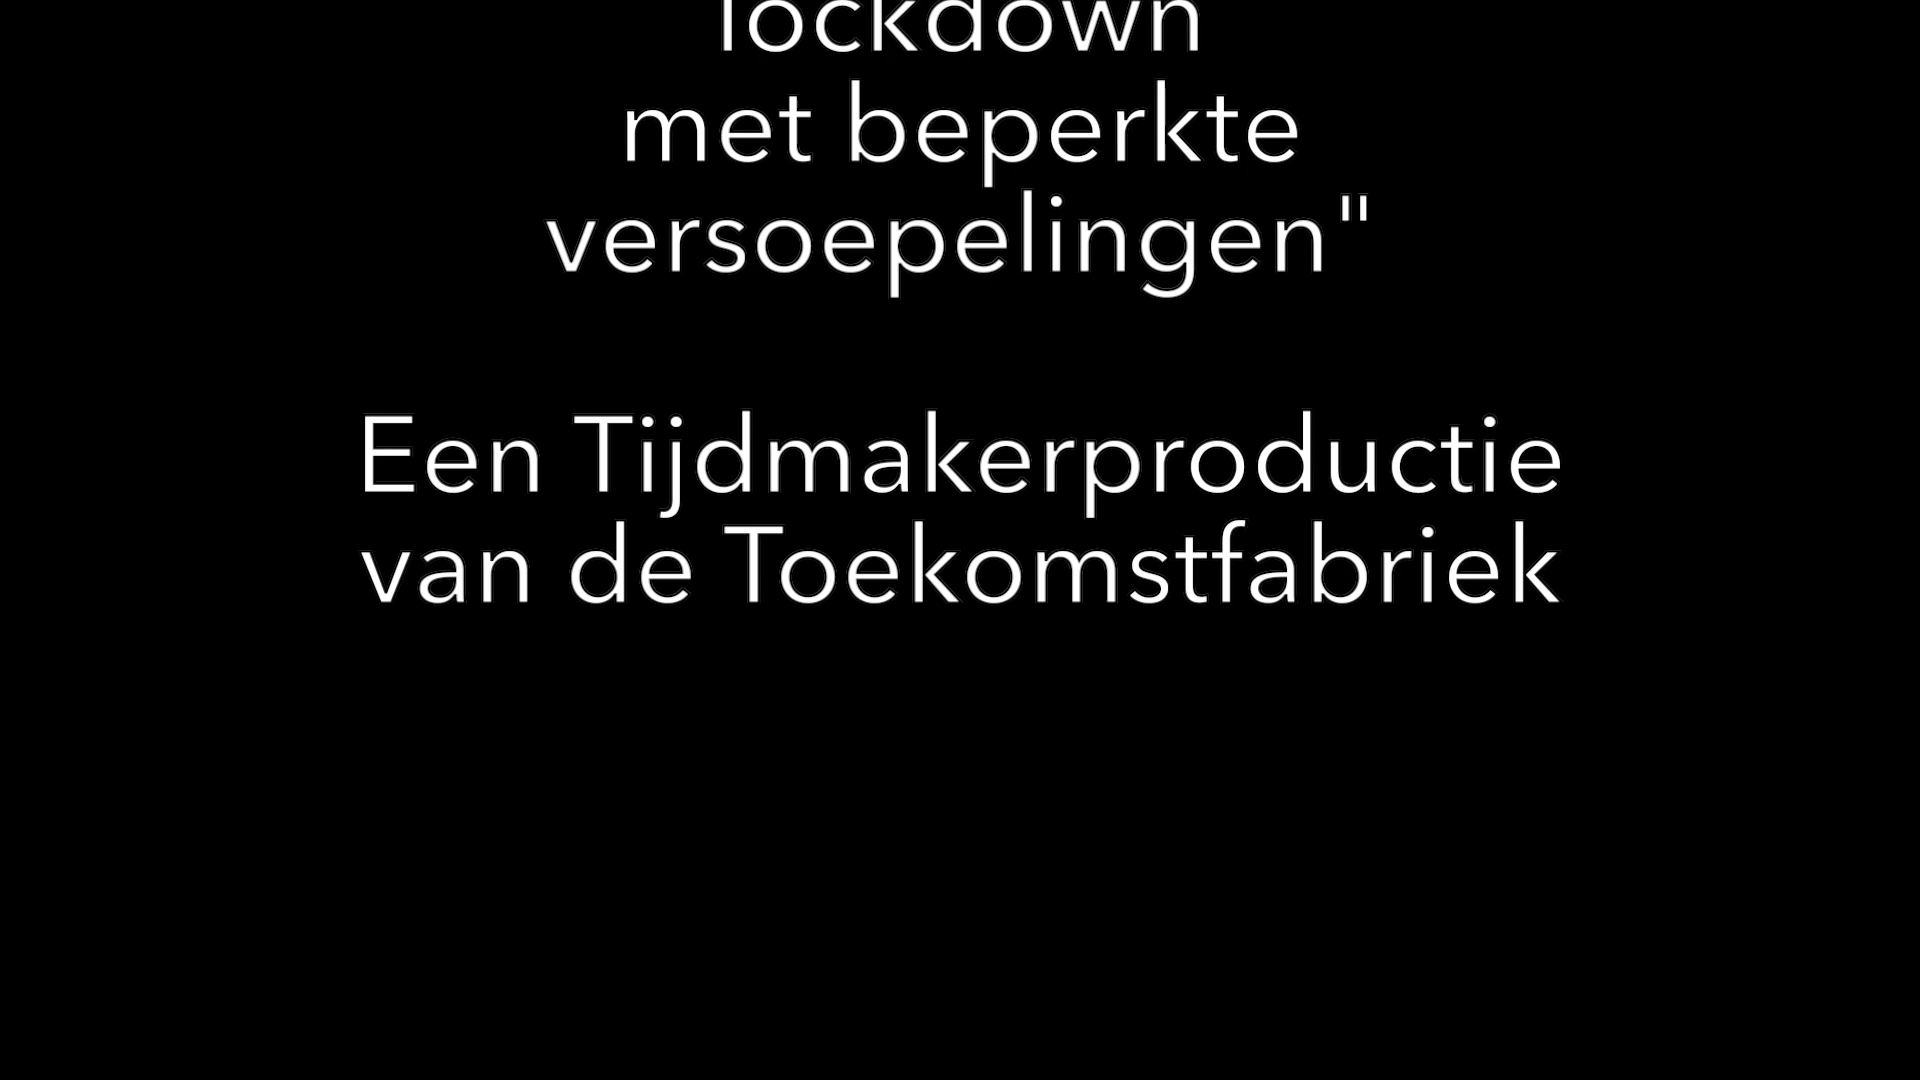 lockdown
met beperkte
versoepelingen"
Een Tijdmakerproductie
van de Toekomstfabriek